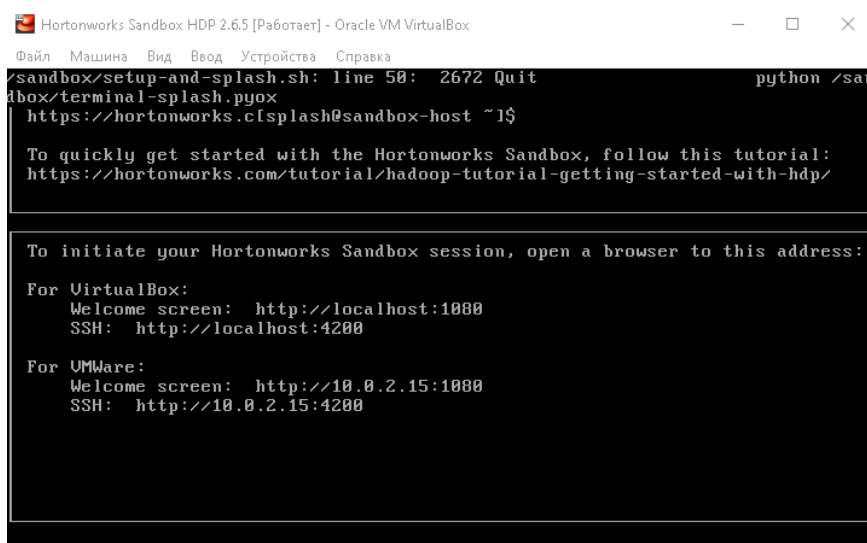 Hortonworks Sandbox HDP 2.6.5 [Работает] - Oracle VM VirtualBox
Файл Машина Вид Ввод Устройства Справка
/sandbox/setup-and-splash.sh: line 50: 2672 Quit python /sa
dbox/terminal-splash.pyox
https://hortonworks.c[splash@sandbox-host ~]$
To quickly get started with the Hortonworks Sandbox, follow this tutorial:
https://hortonworks.com/tutorial/hadoop-tutorial-getting-started-with-hdp/
To initiate your Hortonworks Sandbox session, open a browser to this address:
For VirtualBox:
Welcome screen: http://localhost:1080
SSH: http://localhost:4200
For VMWare:
Welcome screen: http://10.0.2.15:1080
SSH: http://10.0.2.15:4200